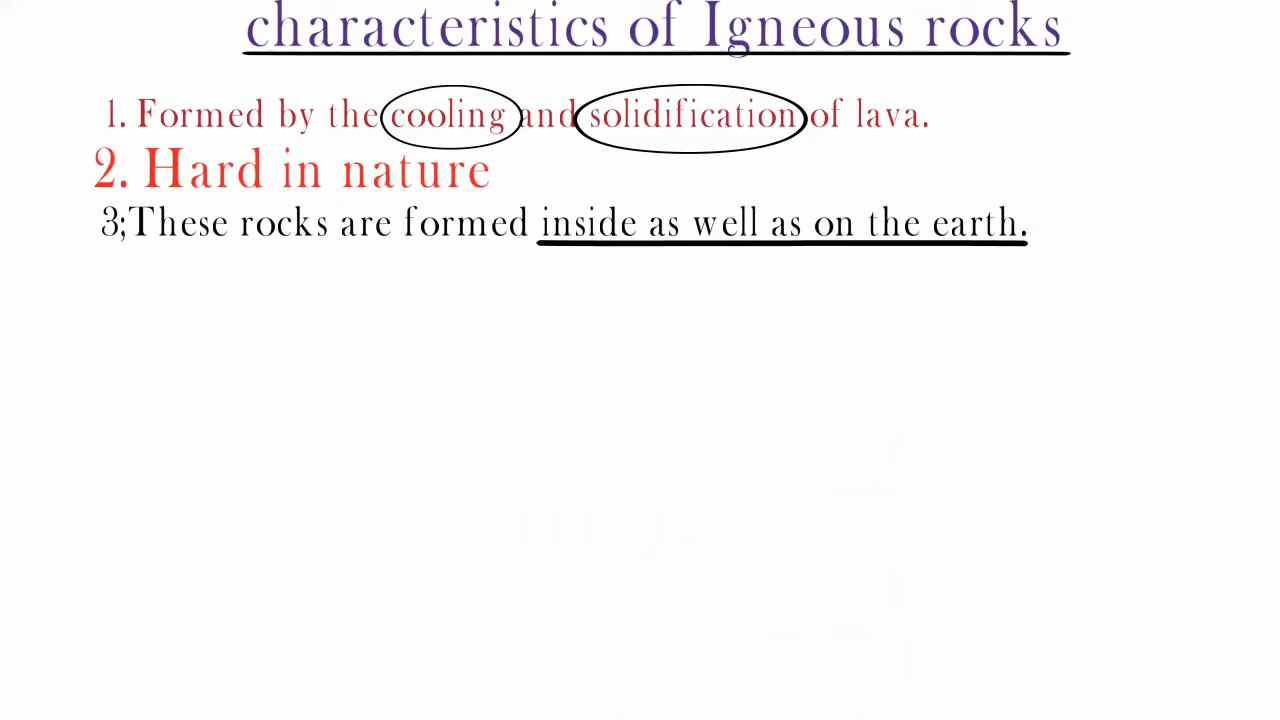 characteristics of Igneous rocks
1. Formed by the cooling and solidification of lava.
2. Hard in nature
3;These rocks are formed inside as well as on the earth.